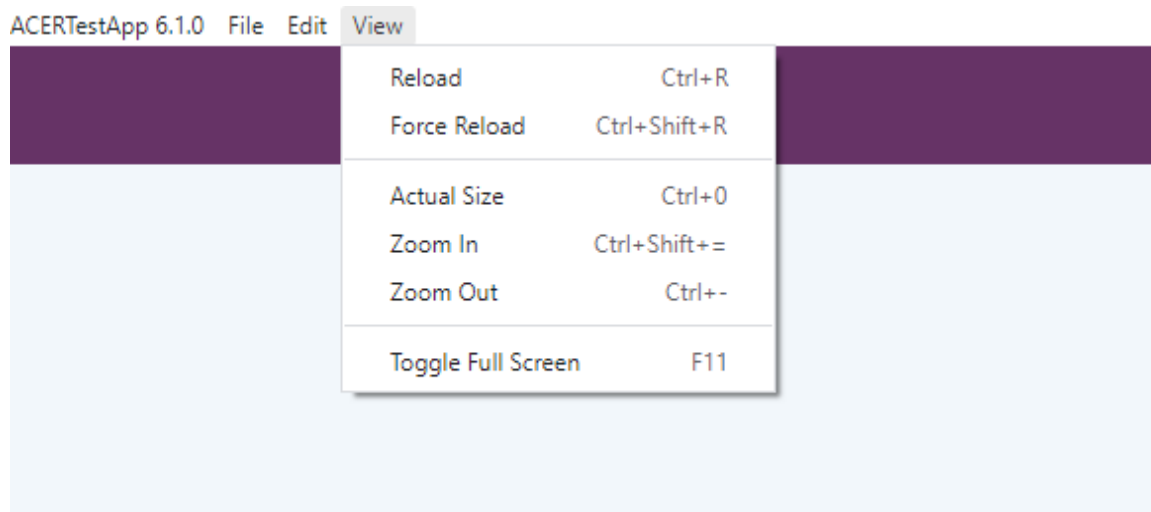 ACERTestApp 6.1.0 File Edit View
Reload Ctrl+R
Force Reload Ctrl+Shift+R
Actual Size Ctrl+0
Zoom In Ctrl+Shift+=
Zoom Out Ctrl+-
Toggle Full Screen F11